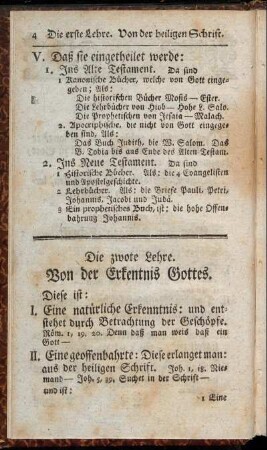 4 Die erste Lehre. Von der heiligen Schrift.
V. Daß sie eingetheilet werde:
1. Ins Alte Testament. Da sind
1 Kanonische Bücher, welche von Gott einge-
geben; Als:
Die historischen Bücher Mosis — Ester.
Die Lehrbücher von Hiob — Hohe L. Sals.
Die Prophetischen von Jesaia — Malach.
2. Apocriphische, die nicht von Gott eingege-
ben sind, Als:
Das Buch Judith, die W. Salom. Das
B. Tobiä bis ans Ende des Alten Testam.
2. Ins Neue Testament. Da sind
1 Historische Bücher. Als: die 4 Evangelisten
und Apostelgeschichte.
2 Lehrbücher. Als: die Briefe Pauli, Petri,
Johannis, Jacobi und Judä.
3 Ein prophetisches Buch, ist: die hohe Offen-
bahrung Johannis.
Die zwote Lehre.
Von der Erkentnis Gottes.
Diese ist:
I. Eine natürliche Erkenntnis: und ent-
stehet durch Betrachtung der Geschöpfe.
Röm. 1, 19. 20. Denn daß man weis daß ein
Gott —
II. Eine geoffenbahrte: Diese erlanget man:
aus der heiligen Schrift. Joh. 1, 18. Nie-
mand — Joh. 5, 39. Suchet in der Schrift —
und ist:
1 Eine